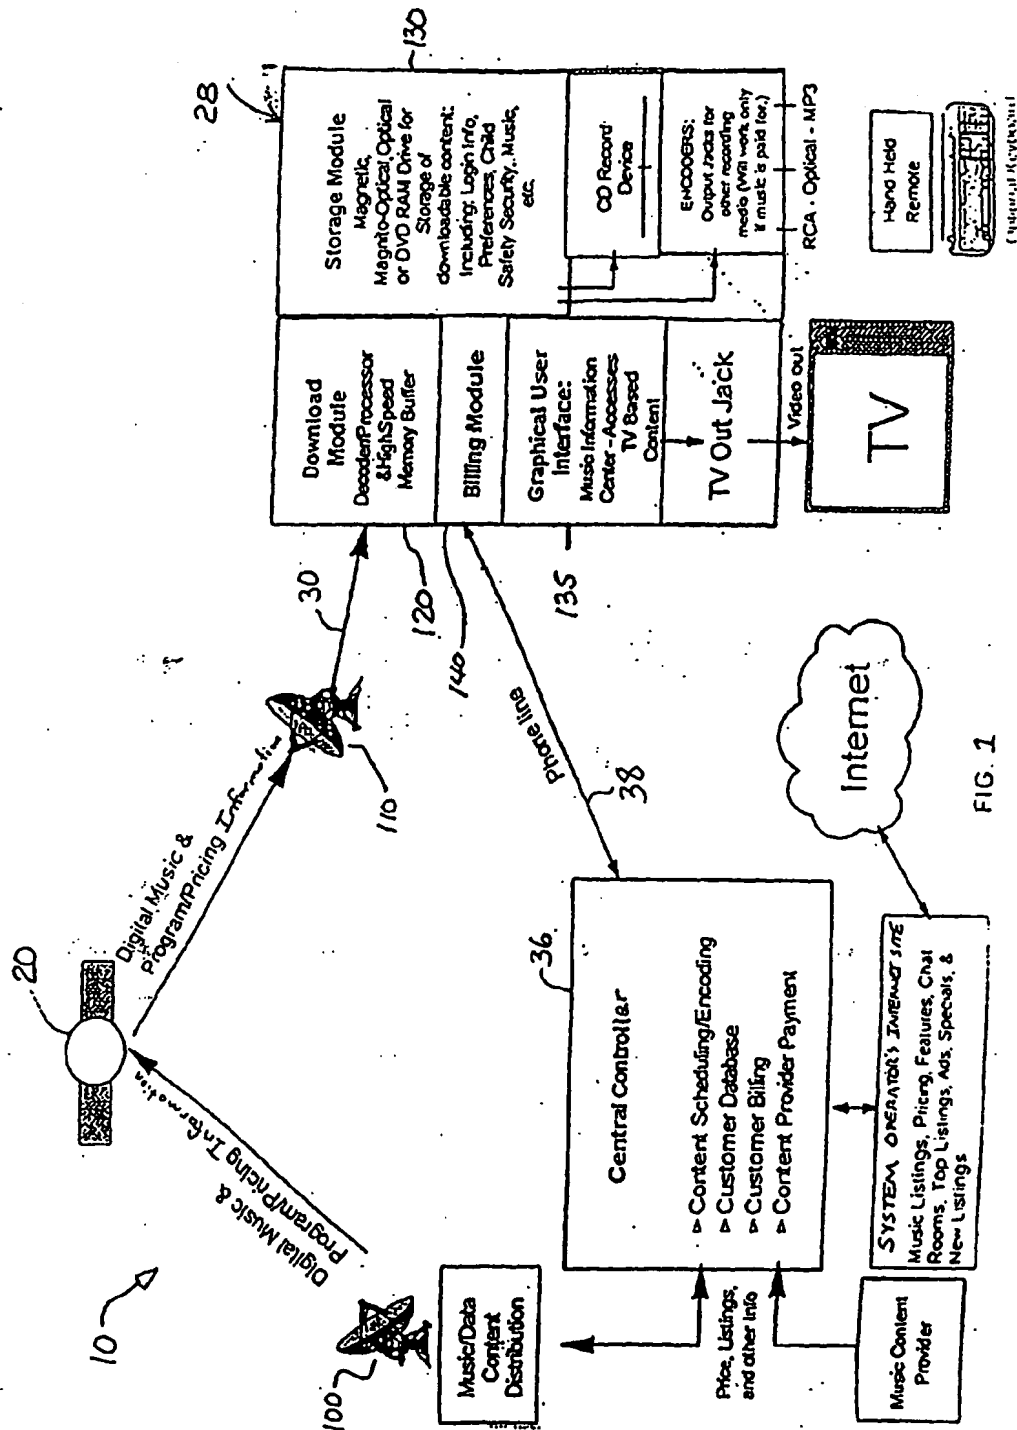 10
20
Digital Music &
Program/Pricing Information
Digital Music &
Program/Pricing Information
100
110
30
Music/Data
Content
Distribution
Price, Listings,
and other Info
Music Content
Provider
36
Central Controller
▷ Content Scheduling/Encoding
▷ Customer Database
▷ Customer Billing
▷ Content Provider Payment
Phone line
38
SYSTEM OPERATOR'S INTERNET SITE
Music Listings, Pricing, Features, Chat
Rooms, Top Listings, Ads, Specials, &
New Listings
Internet
28
130
120
140
135
Download
Module
Decoder/Processor
& HighSpeed
Memory Buffer
Billing Module
Graphical User
Interface:
Music Information
Center - Accesses
TV Based
Content
TV Out Jack
Video out
TV
Storage Module
Magnetic,
Magnto-Optical, Optical
or DVD RAM Drive for
Storage of
downloadable content:
Including: Login Info,
Preferences, Child
Safety Security, Music,
etc.
CD Record
Device
ENCODERS:
Output Jacks for
other recording
media (Will work only
if music is paid for.)
RCA - Optical - MP3
Hand Held
Remote
Optional Keyboard
FIG. 1